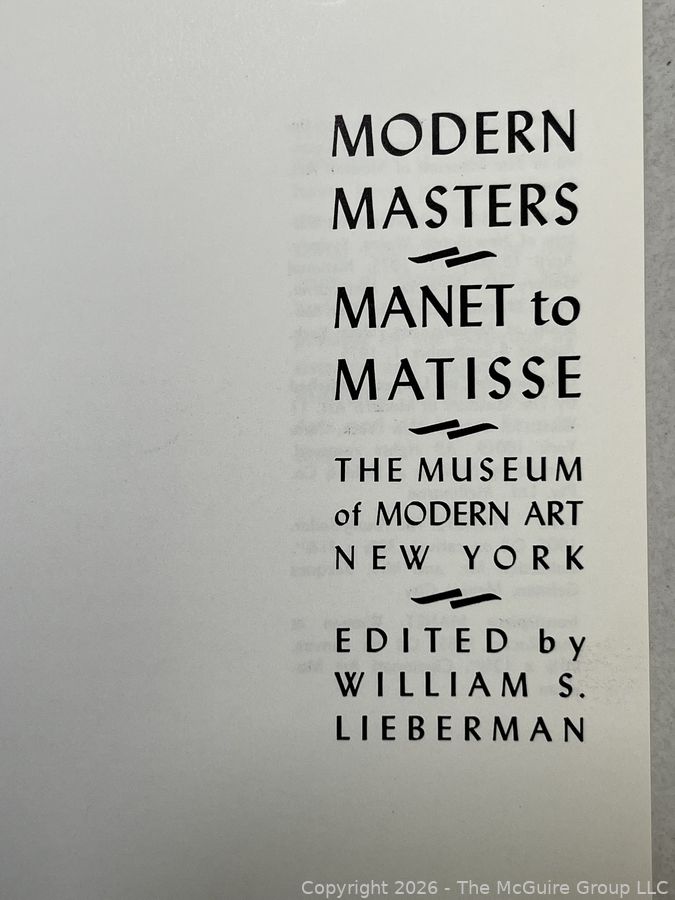 MODERN
MASTERS
MANET to
MATISSE
THE MUSEUM
of MODERN ART
NEW YORK
EDITED by
WILLIAM S.
LIEBERMAN
Copyright 2026 - The McGuire Group LLC